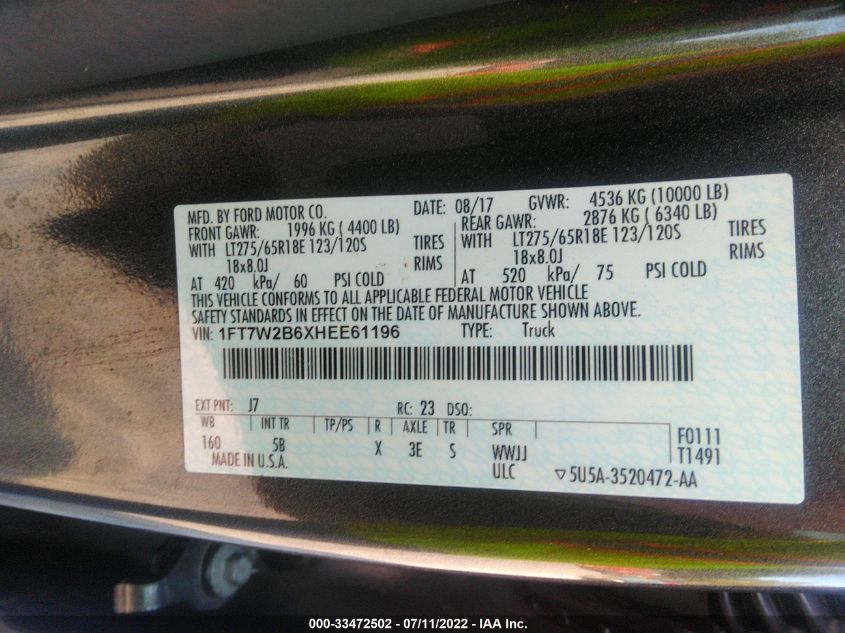 MFD. BY FORD MOTOR CO. DATE: 08/17 GVWR: 4536 KG (10000 LB)
FRONT GAWR: 1996 KG ( 4400 LB) REAR GAWR: 2876 KG ( 6340 LB)
WITH LT275/65R18E 123/120S TIRES WITH LT275/65R18E 123/120S TIRES
18x8.0J RIMS 18x8.0J RIMS
AT 420 kPa/ 60 PSI COLD AT 520 kPa/ 75 PSI COLD
THIS VEHICLE CONFORMS TO ALL APPLICABLE FEDERAL MOTOR VEHICLE
SAFETY STANDARDS IN EFFECT ON THE DATE OF MANUFACTURE SHOWN ABOVE.
VIN: 1FT7W2B6XHEE61196 TYPE: Truck
EXT PNT: J7 RC: 23 DSO:
WB INT TR TP/PS R AXLE TR SPR F0111
160 5B X 3E S WWJJ T1491
MADE IN U.S.A. ULC ▽5U5A-3520472-AA
000-33472502 - 07/11/2022 - IAA Inc.